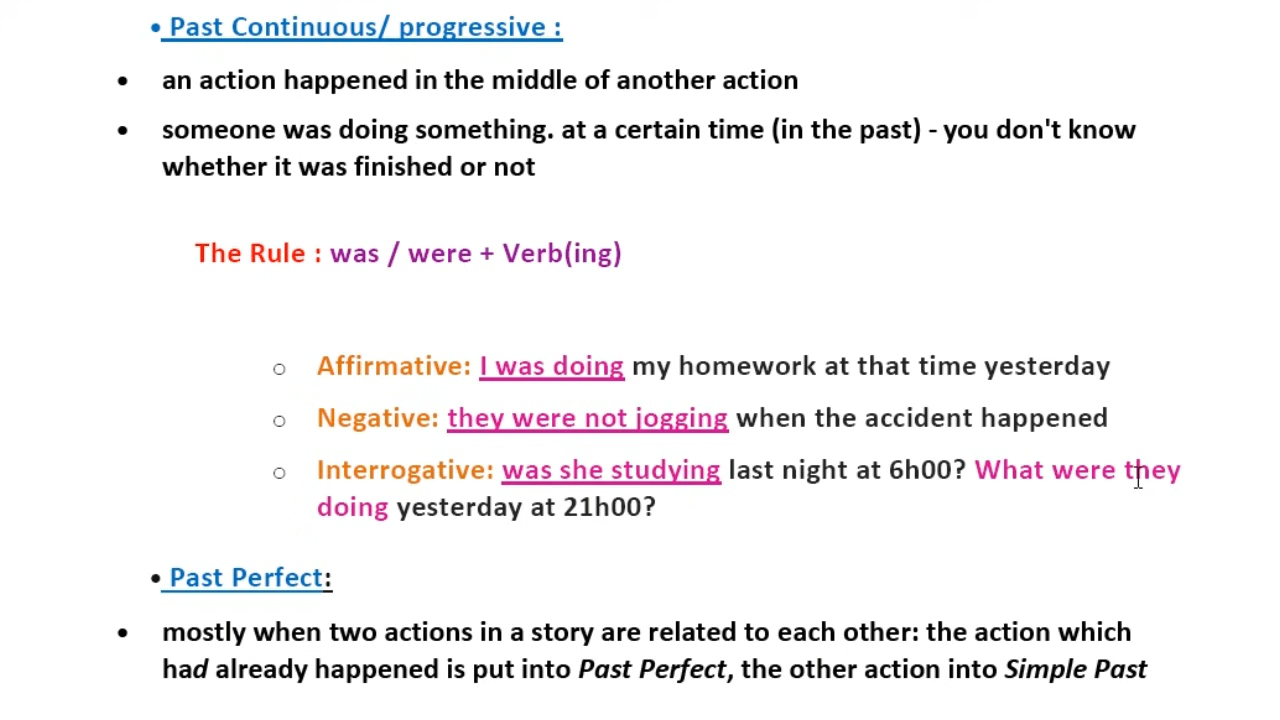 • Past Continuous/ progressive :
• an action happened in the middle of another action
• someone was doing something. at a certain time (in the past) - you don't know
whether it was finished or not
The Rule : was / were + Verb(ing)
o Affirmative: I was doing my homework at that time yesterday
o Negative: they were not jogging when the accident happened
o Interrogative: was she studying last night at 6h00? What were they
doing yesterday at 21h00?
• Past Perfect:
• mostly when two actions in a story are related to each other: the action which
had already happened is put into Past Perfect, the other action into Simple Past